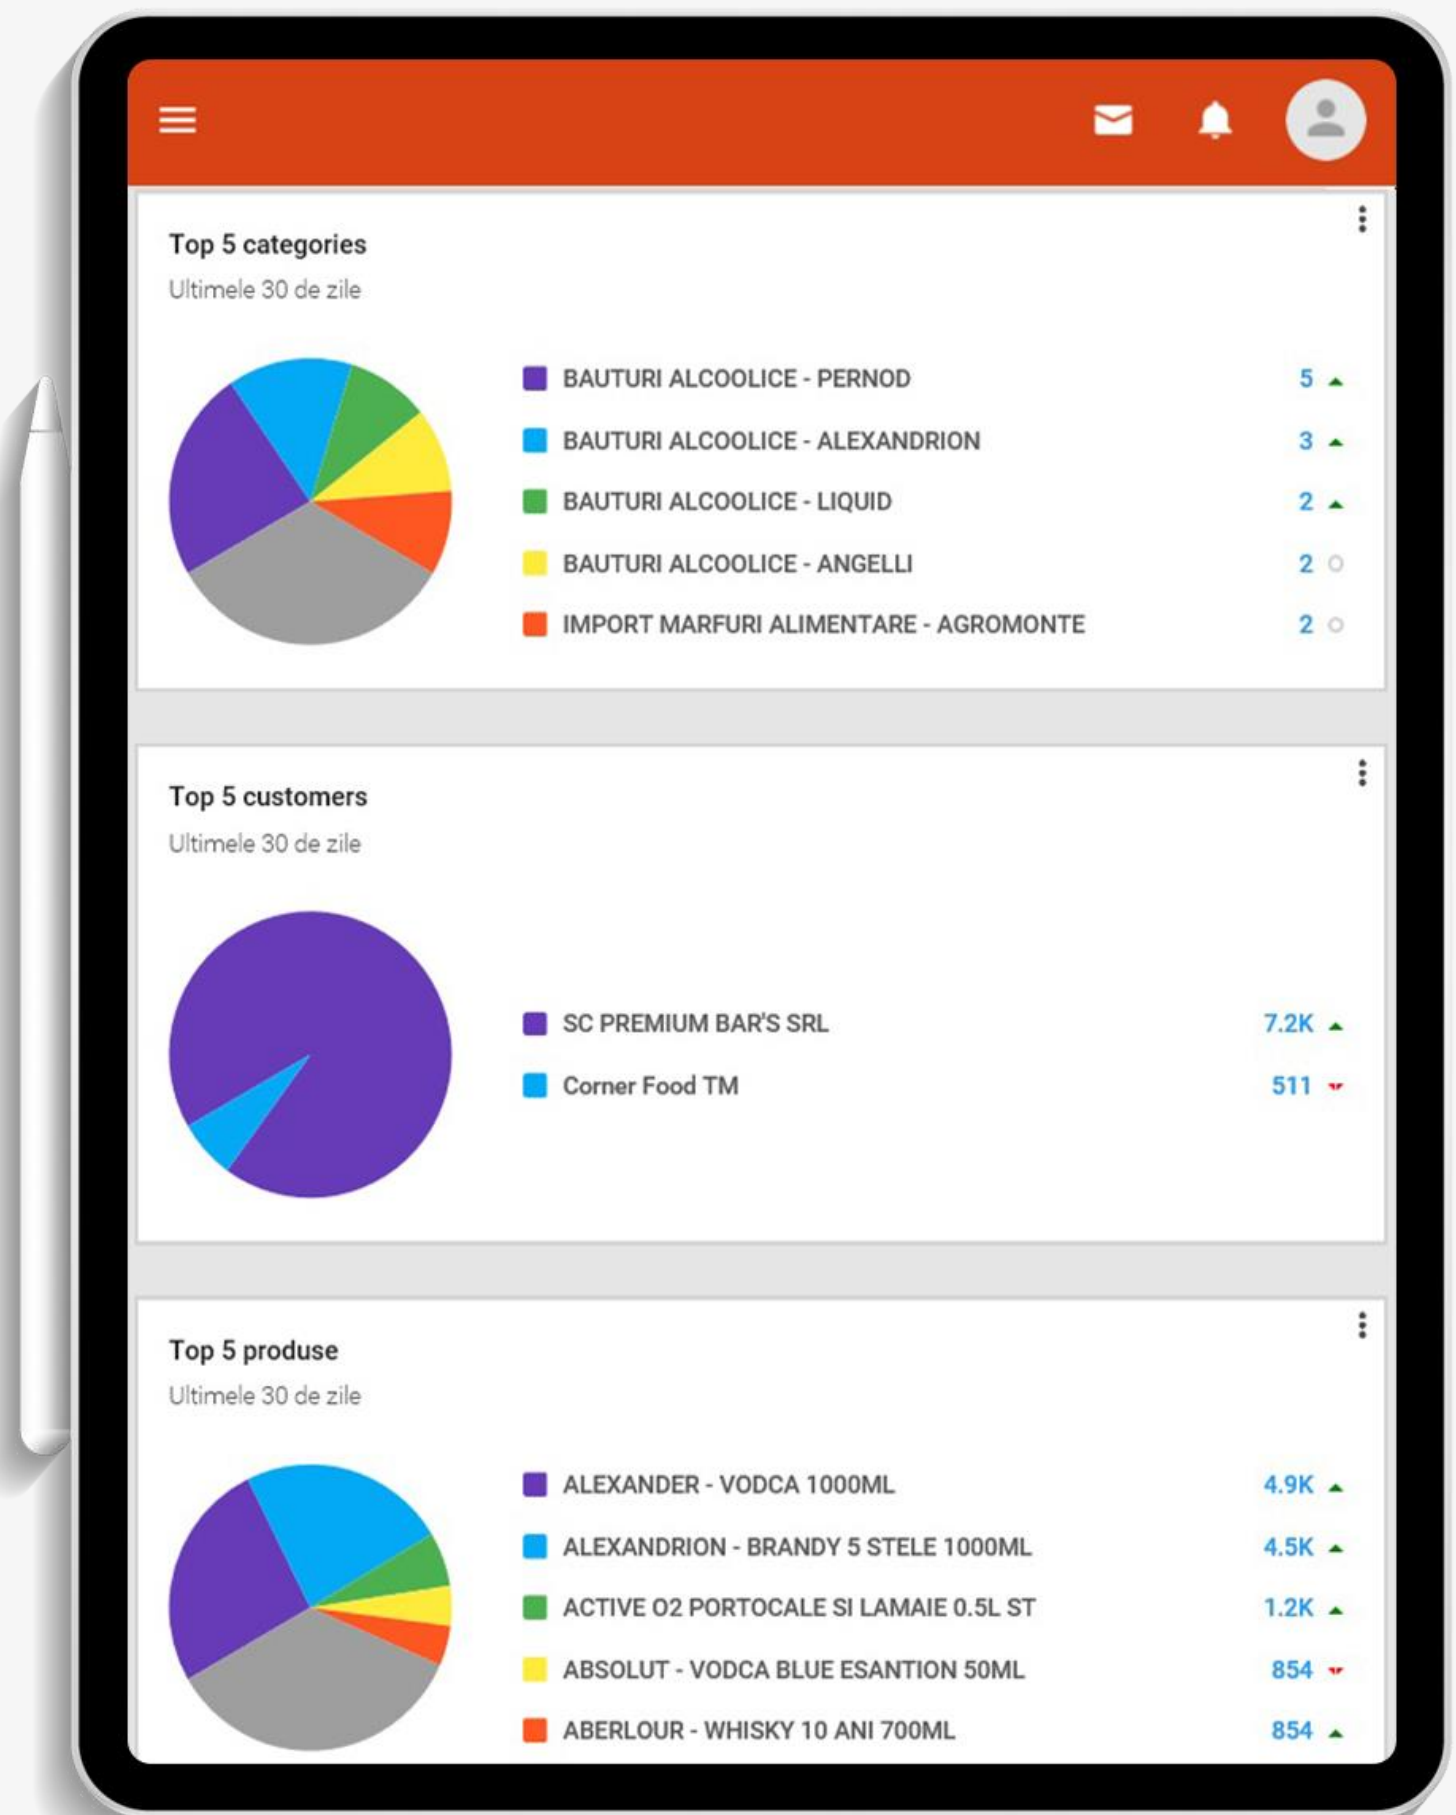 Top 5 categories
Ultimele 30 de zile
BAUTURI ALCOOLICE - PERNOD 5
BAUTURI ALCOOLICE - ALEXANDRION 3
BAUTURI ALCOOLICE - LIQUID 2
BAUTURI ALCOOLICE - ANGELLI 2
IMPORT MARFURI ALIMENTARE - AGROMONTE 2
Top 5 customers
Ultimele 30 de zile
SC PREMIUM BAR'S SRL 7.2K
Corner Food TM 511
Top 5 produse
Ultimele 30 de zile
ALEXANDER - VODCA 1000ML 4.9K
ALEXANDRION - BRANDY 5 STELE 1000ML 4.5K
ACTIVE O2 PORTOCALE SI LAMAIE 0.5L ST 1.2K
ABSOLUT - VODCA BLUE ESANTION 50ML 854
ABERLOUR - WHISKY 10 ANI 700ML 854